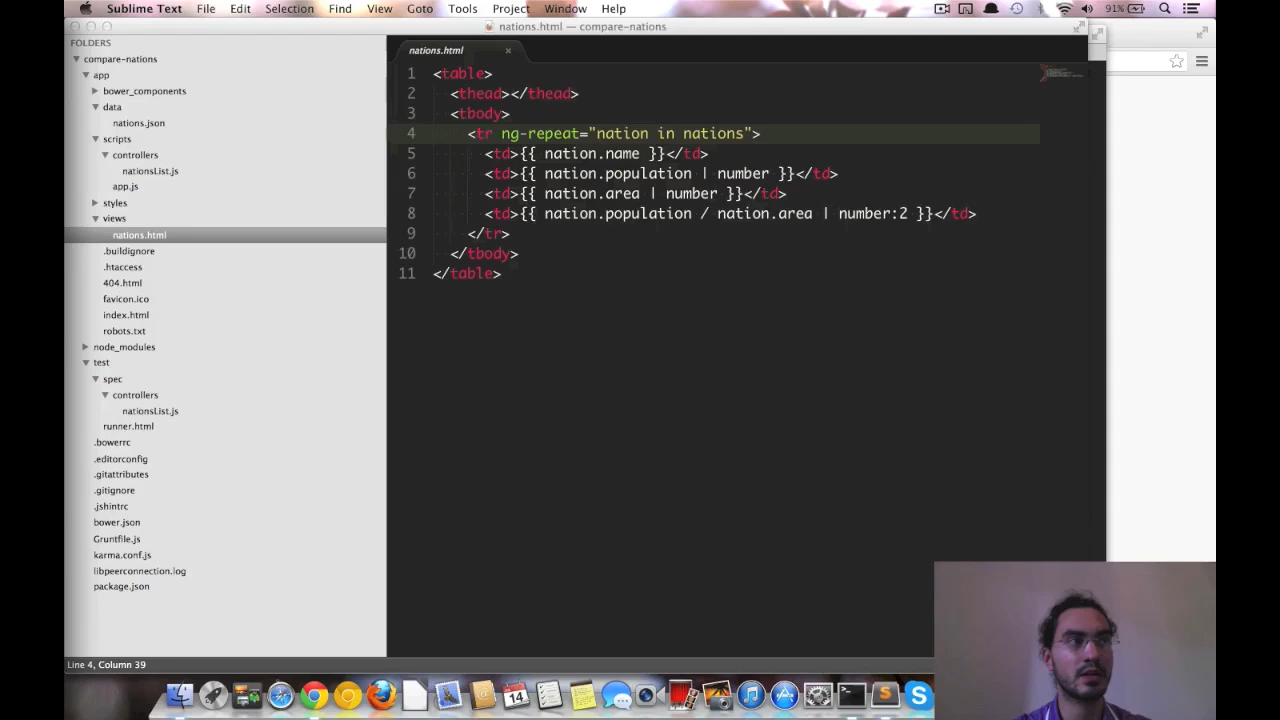 Sublime Text File Edit Selection Find View Goto Tools Project Window Help 91%
nations.html — compare-nations
FOLDERS
compare-nations
app
bower_components
data
nations.json
scripts
controllers
nationsList.js
app.js
styles
views
nations.html
.buildignore
.htaccess
404.html
favicon.ico
index.html
robots.txt
node_modules
test
spec
controllers
nationsList.js
runner.html
.bowerrc
.editorconfig
.gitattributes
.gitignore
.jshintrc
bower.json
Gruntfile.js
karma.conf.js
libpeerconnection.log
package.json
nations.html ×
1 <table>
2 <thead></thead>
3 <tbody>
4 <tr ng-repeat="nation in nations">
5 <td>{{ nation.name }}</td>
6 <td>{{ nation.population | number }}</td>
7 <td>{{ nation.area | number }}</td>
8 <td>{{ nation.population / nation.area | number:2 }}</td>
9 </tr>
10 </tbody>
11 </table>
Line 4, Column 39
14